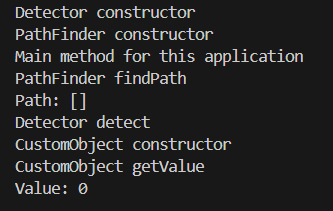 Detector constructor
PathFinder constructor
Main method for this application
PathFinder findPath
Path: []
Detector detect
CustomObject constructor
CustomObject getValue
Value: 0